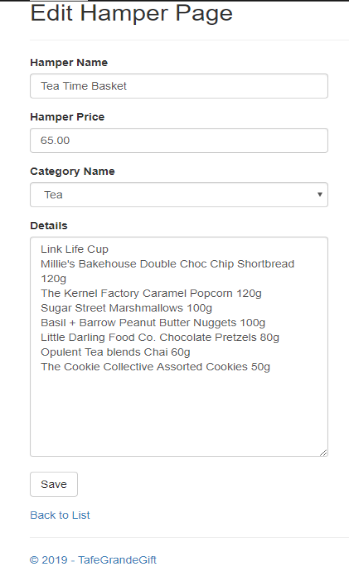 Edit Hamper Page
Hamper Name
Tea Time Basket
Hamper Price
65.00
Category Name
Tea
Details
Link Life Cup
Millie's Bakehouse Double Choc Chip Shortbread
120g
The Kernel Factory Caramel Popcorn 120g
Sugar Street Marshmallows 100g
Basil + Barrow Peanut Butter Nuggets 100g
Little Darling Food Co. Chocolate Pretzels 80g
Opulent Tea blends Chai 60g
The Cookie Collective Assorted Cookies 50g
Save
Back to List
© 2019 - TafeGrandeGift